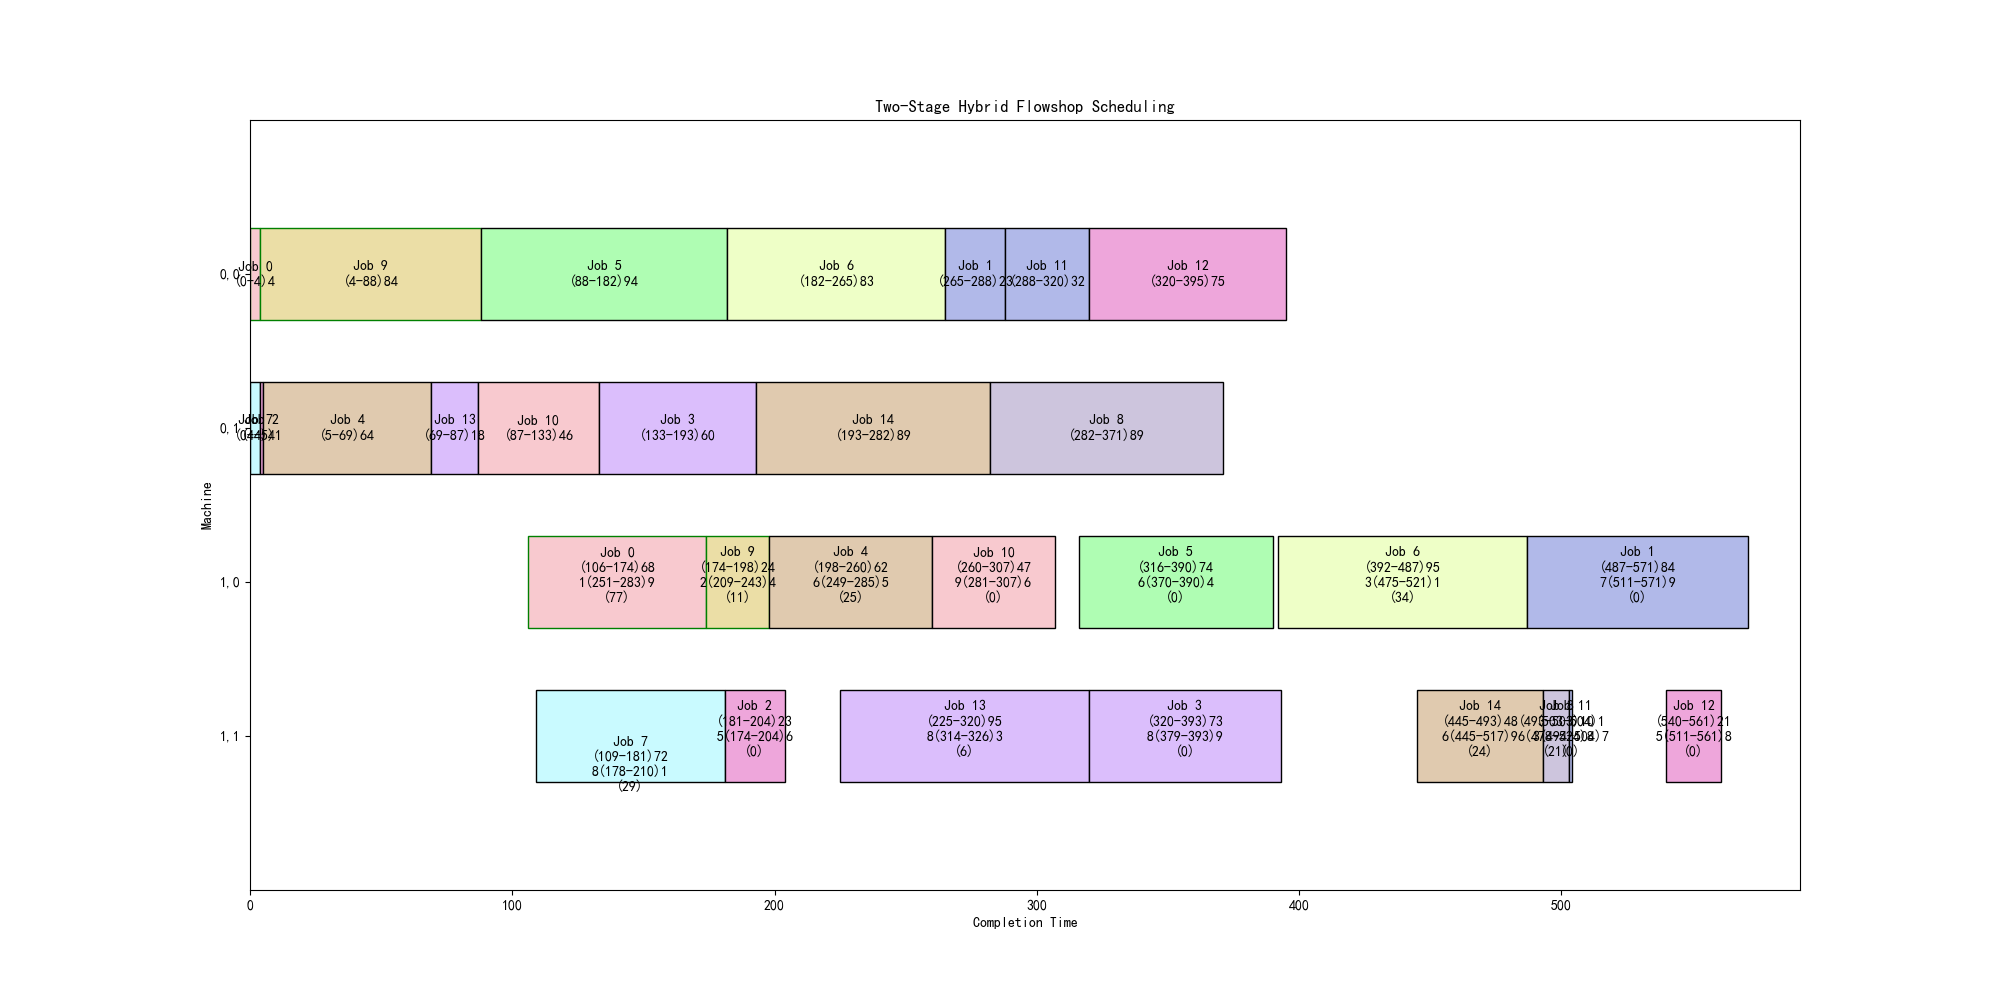 Two-Stage Hybrid Flowshop Scheduling
Machine
0,0
Job 0
(0-4)4
Job 9
(4-88)84
Job 5
(88-182)94
Job 6
(182-265)83
Job 1
(265-288)23
Job 11
(288-320)32
Job 12
(320-395)75
Job 4
(5-69)64
Job 13
(69-87)18
Job 10
(87-133)46
Job 3
(133-193)60
Job 14
(193-282)89
Job 8
(282-371)89
1,0
Job 0
(106-174)68
1(251-283)9
(77)
Job 9
(174-198)24
2(209-243)4
(11)
Job 4
(198-260)62
6(249-285)5
(25)
Job 10
(260-307)47
9(281-307)6
(0)
Job 5
(316-390)74
6(370-390)4
(0)
Job 6
(392-487)95
3(475-521)1
(34)
Job 1
(487-571)84
7(511-571)9
(0)
1,1
Job 7
(109-181)72
8(178-210)1
(29)
Job 2
(181-204)23
5(174-204)6
(0)
Job 13
(225-320)95
8(314-326)3
(6)
Job 3
(320-393)73
8(379-393)9
(0)
Job 14
(445-493)48
6(445-517)9
(24)
(21)
Job 12
(540-561)21
5(511-561)8
(0)
0 100 200 300 400 500
Completion Time